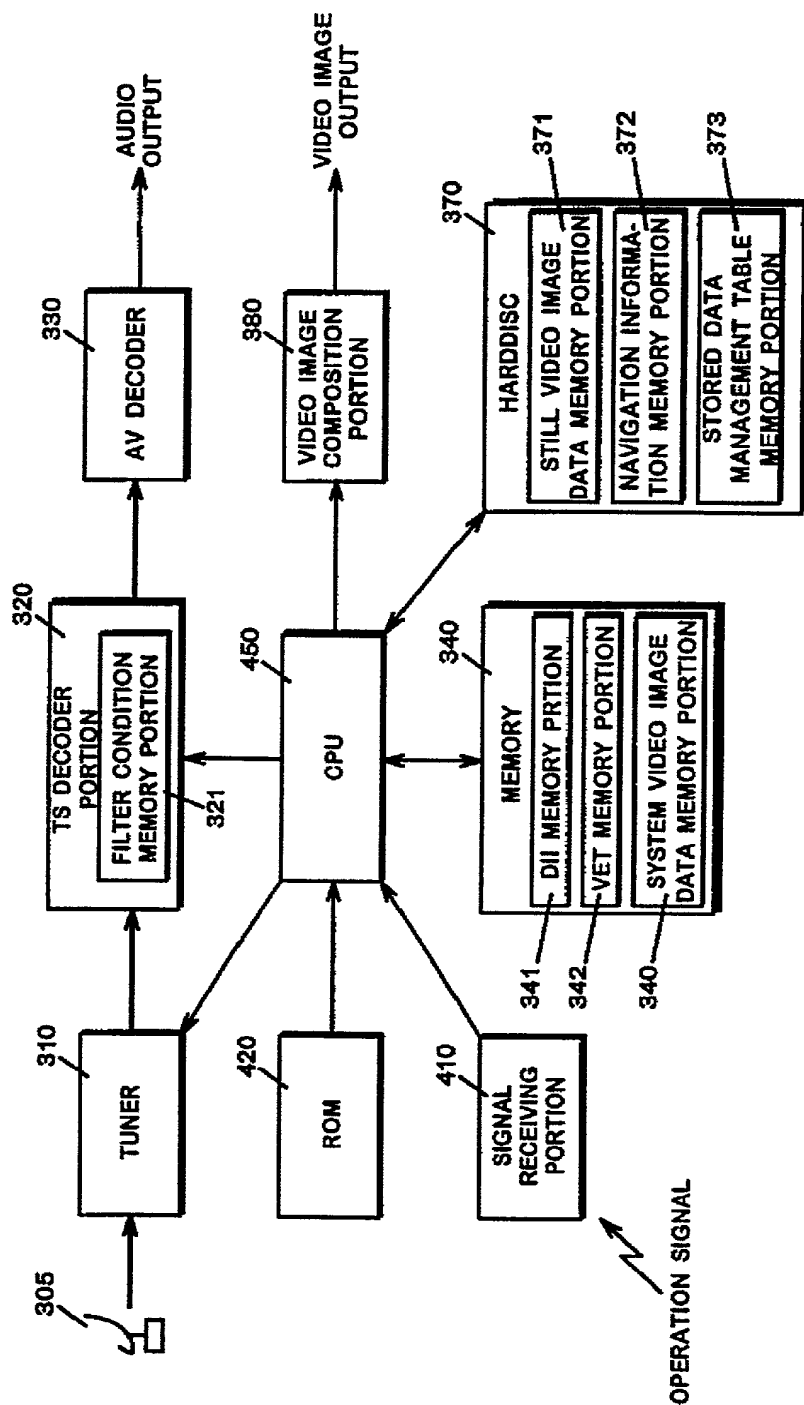 305
310
TUNER
320
TS DECODER
PORTION
FILTER CONDITION
MEMORY PORTION
321
330
AV DECODER
AUDIO
OUTPUT
420
ROM
450
CPU
380
VIDEO IMAGE
COMPOSITION
PORTION
VIDEO IMAGE
OUTPUT
OPERATION SIGNAL
410
SIGNAL
RECEIVING
PORTION
340
MEMORY
341
DII MEMORY PRTION
342
VET MEMORY PORTION
340
SYSTEM VIDEO IMAGE
DATA MEMORY PORTION
370
HARDDISC
STILL VIDEO IMAGE
DATA MEMORY PORTION
371
NAVIGATION INFORMA-
TION MEMORY PORTION
372
STORED DATA
MANAGEMENT TABLE
MEMORY PORTION
373